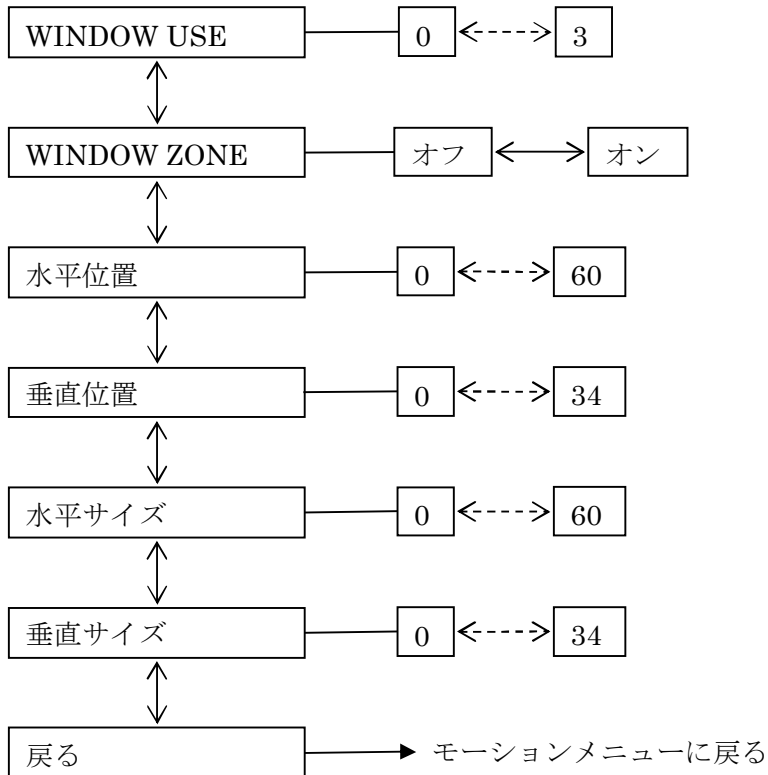 WINDOW USE 0 3
WINDOW ZONE オフ オン
水平位置 0 60
垂直位置 0 34
水平サイズ 0 60
垂直サイズ 0 34
戻る モーションメニューに戻る